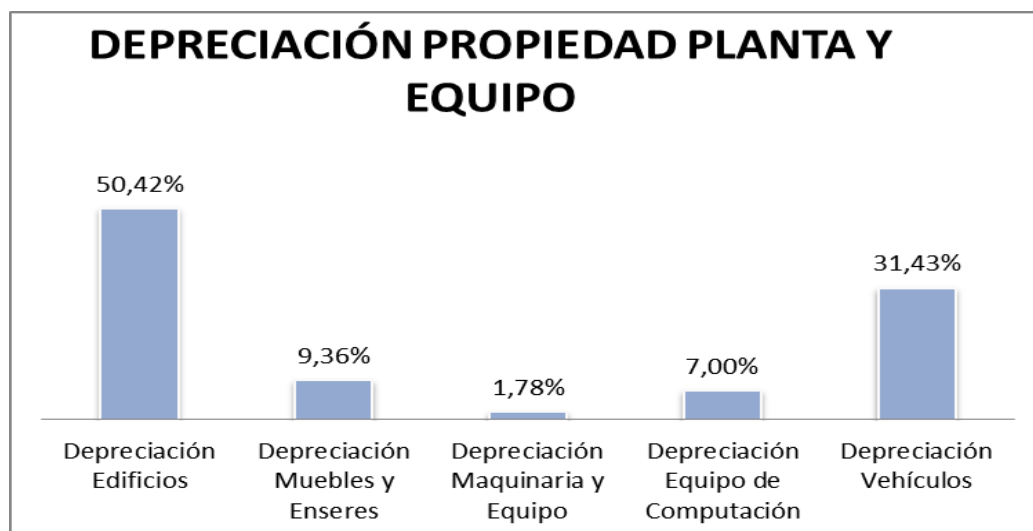 DEPRECIACIÓN PROPIEDAD PLANTA Y
EQUIPO
50,42%
9,36%
1,78%
7,00%
31,43%
Depreciación
Edificios
Depreciación
Muebles y
Enseres
Depreciación
Maquinaria y
Equipo
Depreciación
Equipo de
Computación
Depreciación
Vehículos